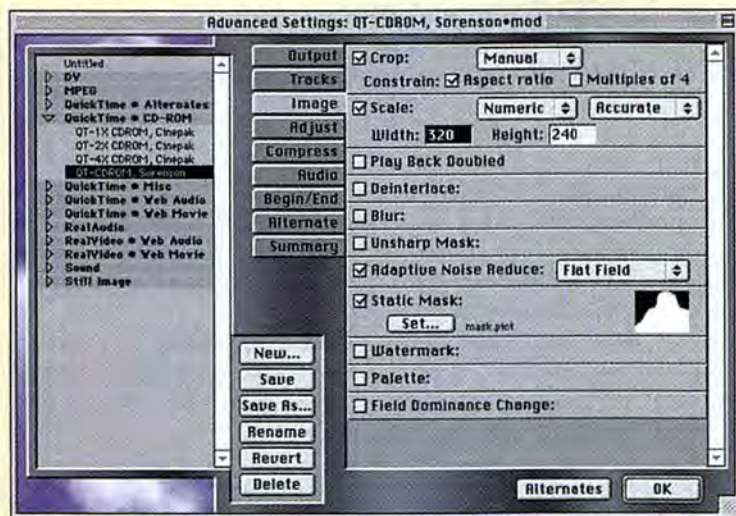 Advanced Settings: QT-CDROM, Sorenson•mod
Untitled
DV
MPEG
QuickTime • Alternates
QuickTime • CD-ROM
QT-1X CDROM, Cinepak
QT-2X CDROM, Cinepak
QT-4X CDROM, Cinepak
QT-CDROM, Sorenson
QuickTime • Misc
QuickTime • Web Audio
QuickTime • Web Movie
RealAudio
RealVideo • Web Audio
RealVideo • Web Movie
Sound
Still Image
New...
Save
Save As...
Rename
Revert
Delete
Output
Tracks
Image
Adjust
Compress
Audio
Begin/End
Alternate
Summary
Crop: Manual
Constrain: Aspect ratio Multiples of 4
Scale: Numeric Accurate
Width: 320 Height: 240
Play Back Doubled
Deinterlace:
Blur:
Unsharp Mask:
Adaptive Noise Reduce: Flat Field
Static Mask:
Set... mask.pict
Watermark:
Palette:
Field Dominance Change:
Alternates OK